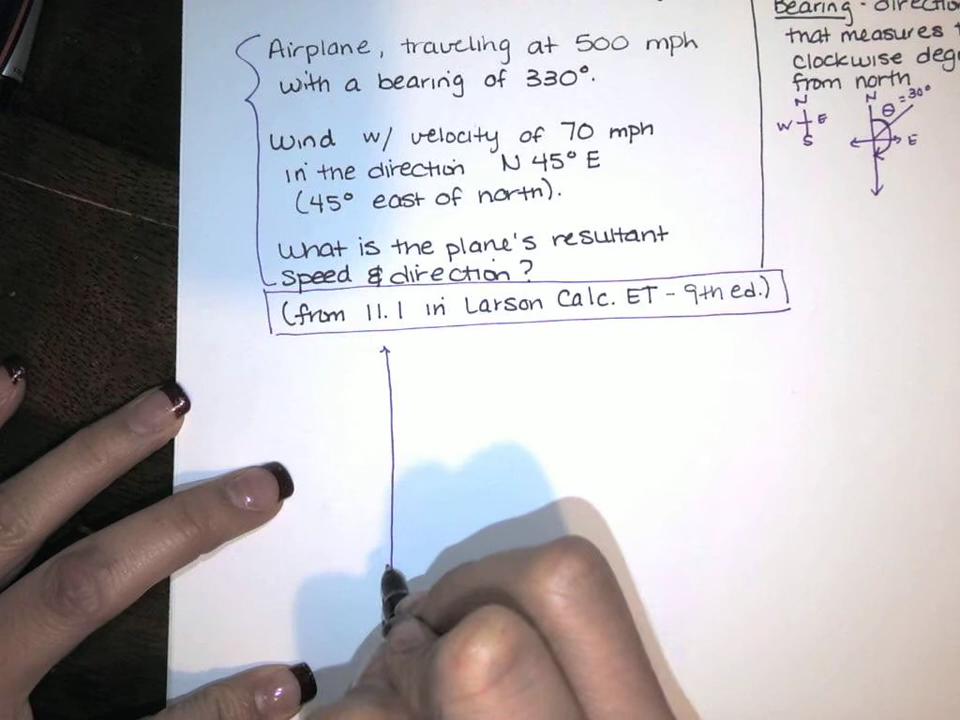 Airplane, traveling at 500 mph
with a bearing of 330°.
Wind w/ velocity of 70 mph
in the direction N 45° E
(45° east of north).
What is the plane's resultant
speed & direction?
(from 11.1 in Larson Calc. ET - 9th ed.)
Bearing -
that measures
clockwise
from north
N
W E
S
N
θ = 30°
E